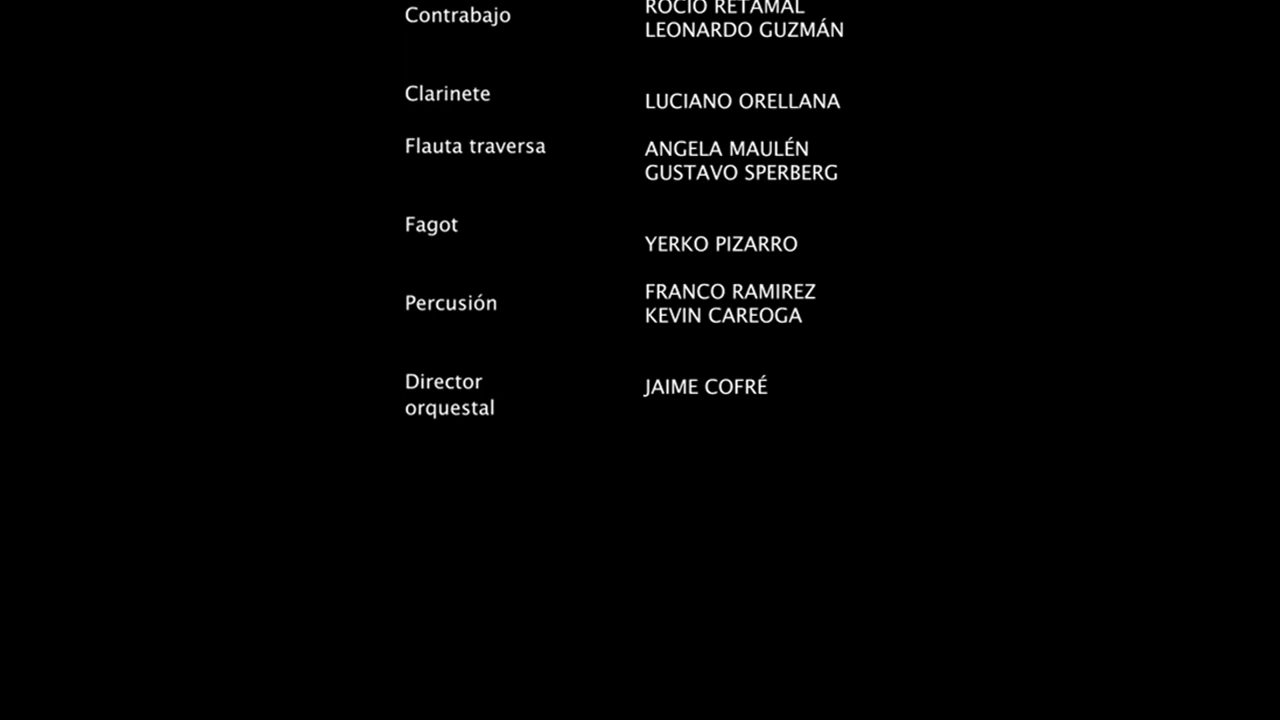 Contrabajo
ROCIO RETAMAL
LEONARDO GUZMÁN
Clarinete
LUCIANO ORELLANA
Flauta traversa
ANGELA MAULÉN
GUSTAVO SPERBERG
Fagot
YERKO PIZARRO
Percusión
FRANCO RAMIREZ
KEVIN CAREOGA
Director
orquestal
JAIME COFRÉ